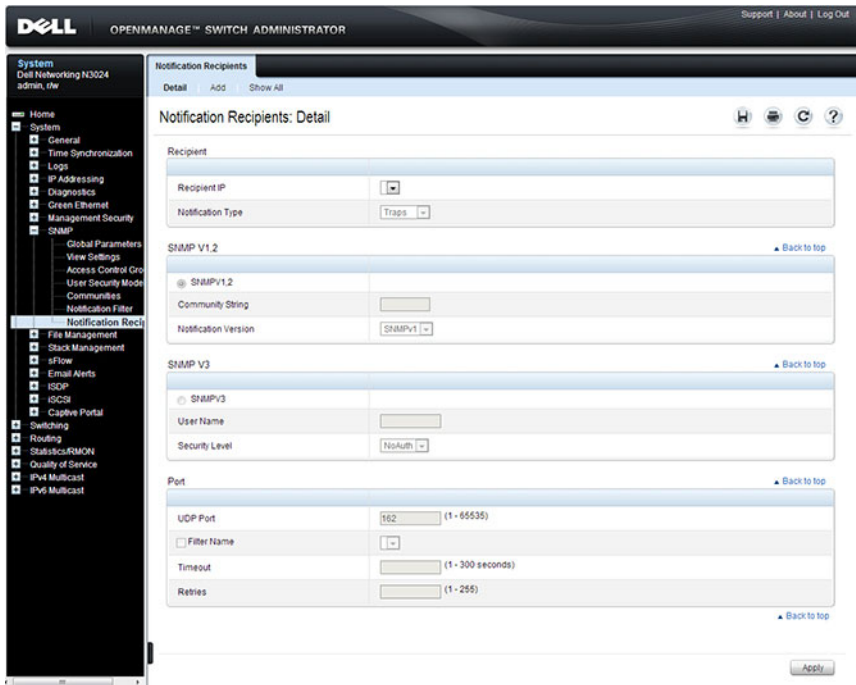 Support | About | Log Out
DELL
OPENMANAGE™ SWITCH ADMINISTRATOR
System
Dell Networking N3024
admin, r/w
Home
System
General
Time Synchronization
Logs
IP Addressing
Diagnostics
Green Ethernet
Management Security
SNMP
Global Parameters
View Settings
Access Control Gro
User Security Mode
Communities
Notification Filter
Notification Recip
File Management
Stack Management
sFlow
Email Alerts
ISDP
iSCSI
Captive Portal
Switching
Routing
Statistics/RMON
Quality of Service
IPv4 Multicast
IPv6 Multicast
Notification Recipients
Detail Add Show All
Notification Recipients: Detail
Recipient
Recipient IP
Notification Type Traps
SNMP V1,2 Back to top
SNMPV1,2
Community String
Notification Version SNMPv1
SNMP V3 Back to top
SNMPV3
User Name
Security Level NoAuth
Port Back to top
UDP Port 162 (1 - 65535)
Filter Name
Timeout (1 - 300 seconds)
Retries (1 - 255)
Back to top
Apply